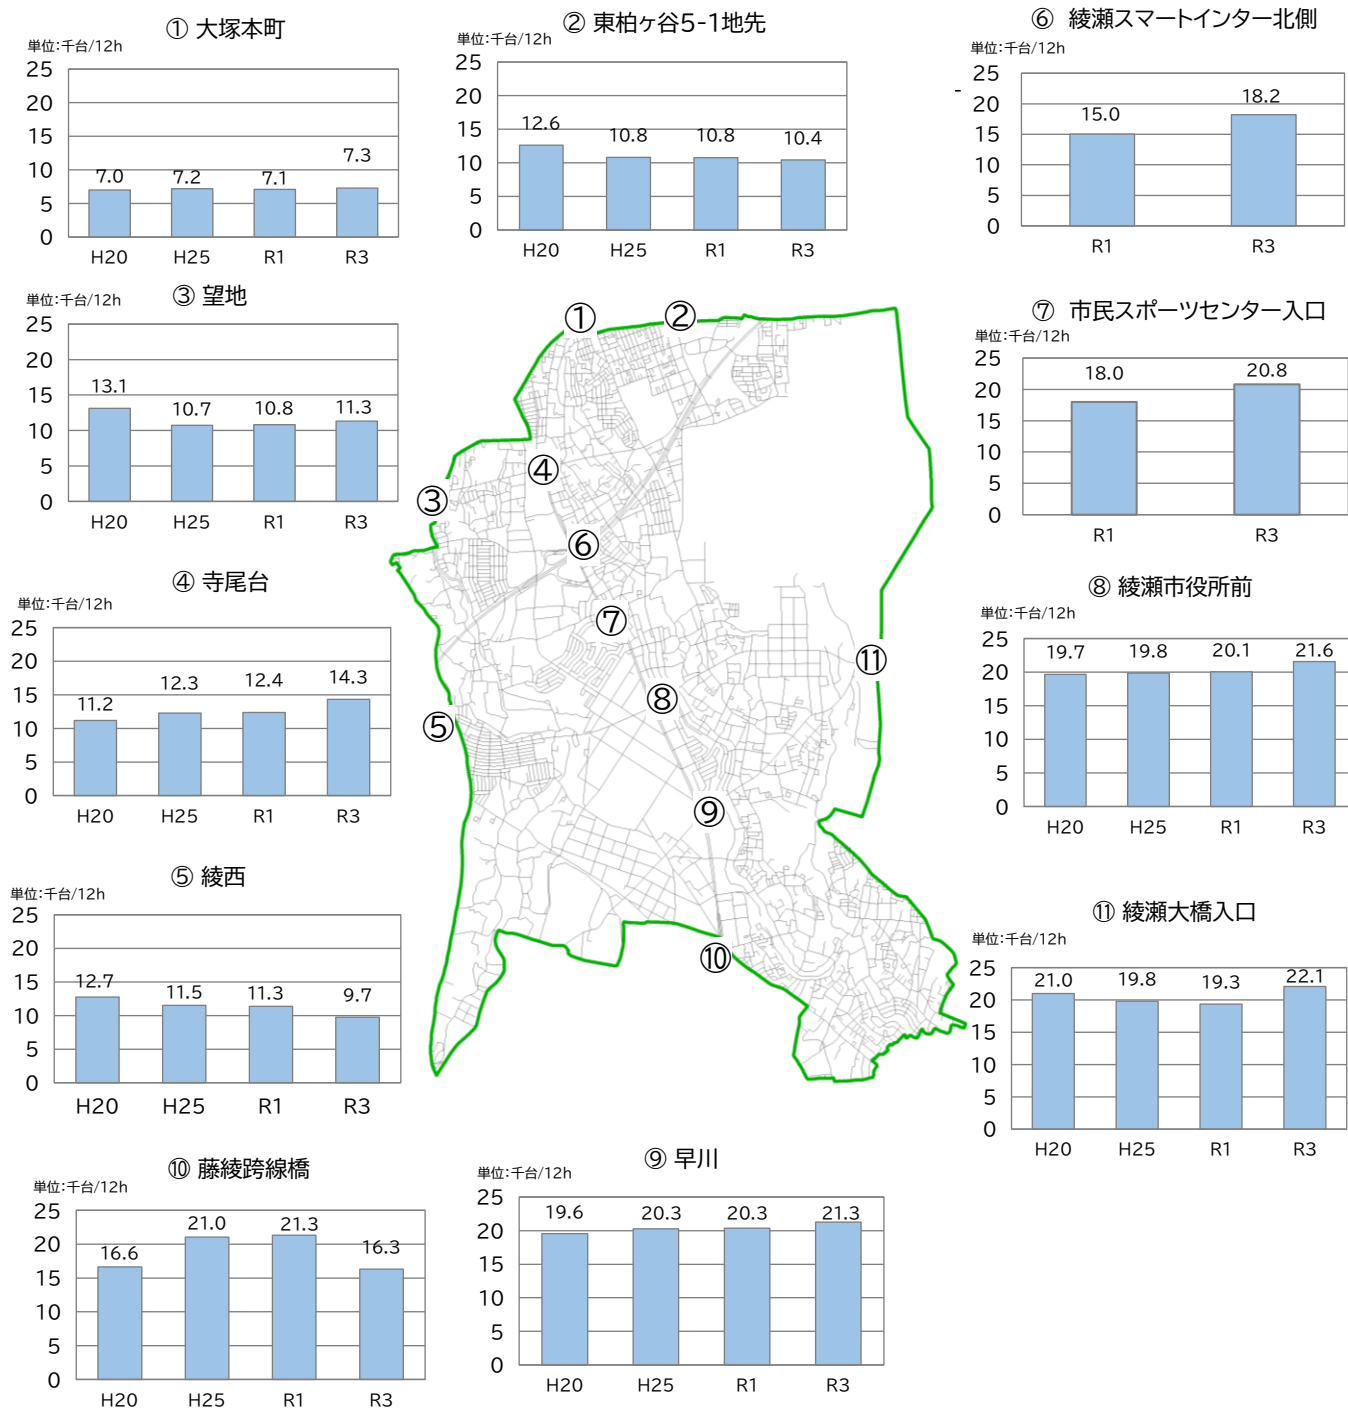 ① 大塚本町
単位:千台/12h
25
20
15
10
5
0
7.0 7.2 7.1 7.3
H20 H25 R1 R3
② 東柏ヶ谷5-1地先
単位:千台/12h
25
20
15
10
5
0
12.6 10.8 10.8 10.4
H20 H25 R1 R3
⑥ 綾瀬スマートインター北側
単位:千台/12h
-
25
20
15
10
5
0
15.0 18.2
R1 R3
③ 望地
単位:千台/12h
25
20
15
10
5
0
13.1 10.7 10.8 11.3
H20 H25 R1 R3
⑦ 市民スポーツセンター入口
単位:千台/12h
25
20
15
10
5
0
18.0 20.8
R1 R3
④ 寺尾台
単位:千台/12h
25
20
15
10
5
0
11.2 12.3 12.4 14.3
H20 H25 R1 R3
⑧ 綾瀬市役所前
単位:千台/12h
25
20
15
10
5
0
19.7 19.8 20.1 21.6
H20 H25 R1 R3
① ②
④
③
⑥
⑦
⑪
⑧
⑤
⑨
⑩
⑤ 綾西
単位:千台/12h
25
20
15
10
5
0
12.7 11.5 11.3 9.7
H20 H25 R1 R3
⑪ 綾瀬大橋入口
単位:千台/12h
25
20
15
10
5
0
21.0 19.8 19.3 22.1
H20 H25 R1 R3
⑩ 藤綾跨線橋
単位:千台/12h
25
20
15
10
5
0
16.6 21.0 21.3 16.3
H20 H25 R1 R3
⑨ 早川
単位:千台/12h
25
20
15
10
5
0
19.6 20.3 20.3 21.3
H20 H25 R1 R3